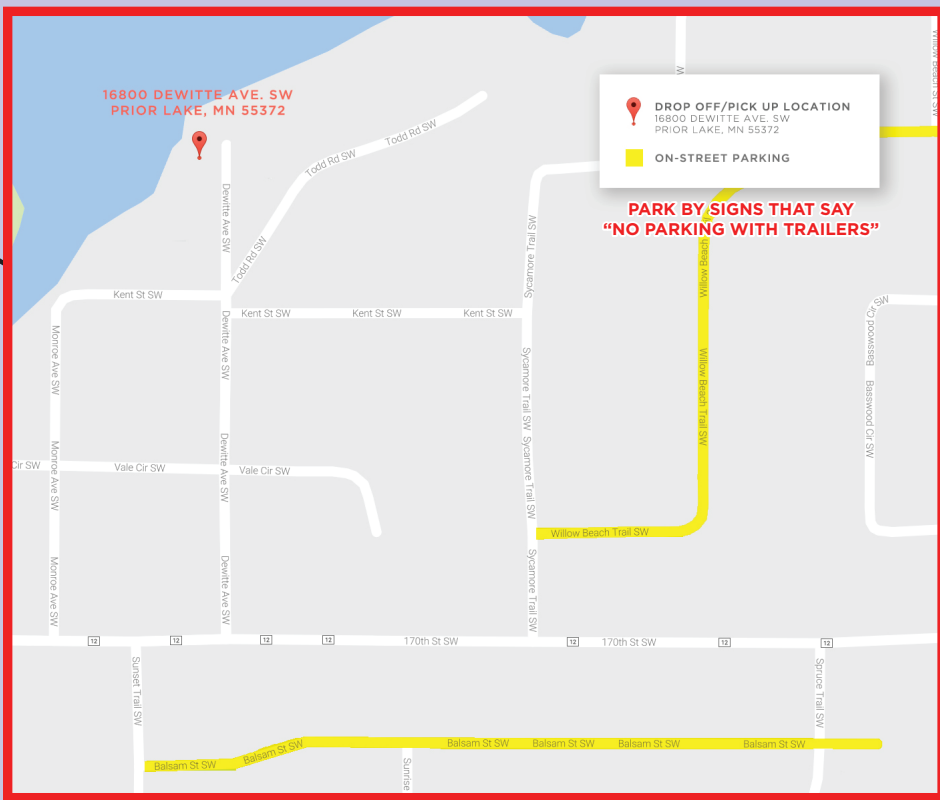 16800 DEWITTE AVE. SW
PRIOR LAKE, MN 55372
DROP OFF/PICK UP LOCATION
16800 DEWITTE AVE. SW
PRIOR LAKE, MN 55372
ON-STREET PARKING
PARK BY SIGNS THAT SAY
“NO PARKING WITH TRAILERS”
W
Willow Beach St SW
Todd Rd SW
Todd Rd SW
Todd Rd SW
Dewitte Ave SW
Sycamore Trail SW
Willow Beach
Kent St SW
Kent St SW
Kent St SW
Kent St SW
Basswood Cir SW
Monroe Ave SW
Dewitte Ave SW
Sycamore Trail SW
Willow Beach Trail SW
Basswood Cir SW
Cir SW
Vale Cir SW
Vale Cir SW
Monroe Ave SW
Dewitte Ave SW
Sycamore Trail SW
Willow Beach Trail SW
Monroe Ave SW
Dewitte Ave SW
Sycamore Trail SW
12
12
12
12
170th St SW
12
170th St SW
12
12
Sunset Trail SW
Spruce Trail SW
Balsam St SW
Balsam St SW
Balsam St SW
Balsam St SW
Balsam St SW
Balsam St SW
Sunrise